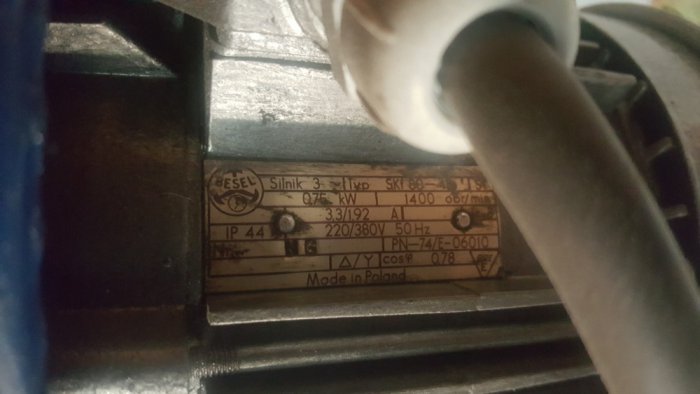 BESEL
Silnik 3 Typ SKf 80-4
0,75 kW 1400 obr/min
3,3/1,92 A
IP 44 220/380V 50 Hz
PN-74/E-06010
Δ/Y cosφ 0,78
Made in Poland